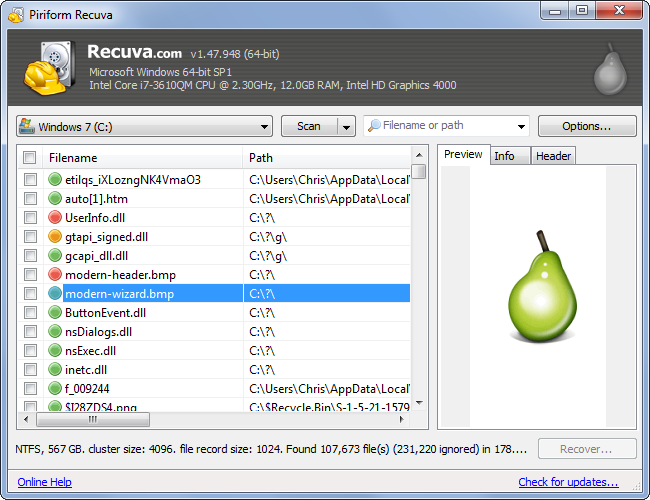 Piriform Recuva
Recuva.com v1.47.948 (64-bit)
Microsoft Windows 64-bit SP1
Intel Core i7-3610QM CPU @ 2.30GHz, 12.0GB RAM, Intel HD Graphics 4000
Windows 7 (C:) Scan Filename or path Options...
Filename Path
Preview Info Header
etilqs_iXLozngNK4VmaO3 C:\Users\Chris\AppData\Local\
auto[1].htm C:\Users\Chris\AppData\Local\
UserInfo.dll C:\?\
gtapi_signed.dll C:\?\g\
gcapi_dll.dll C:\?\g\
modern-header.bmp C:\?\
modern-wizard.bmp C:\?\
ButtonEvent.dll C:\?\
nsDialogs.dll C:\?\
nsExec.dll C:\?\
inetc.dll C:\?\
f_009244 C:\Users\Chris\AppData\Local\
$I28ZDS4.png C:\$Recycle.Bin\S-1-5-21-1579
NTFS, 567 GB. cluster size: 4096. file record size: 1024. Found 107,673 file(s) (231,220 ignored) in 178.... Recover...
Online Help Check for updates...